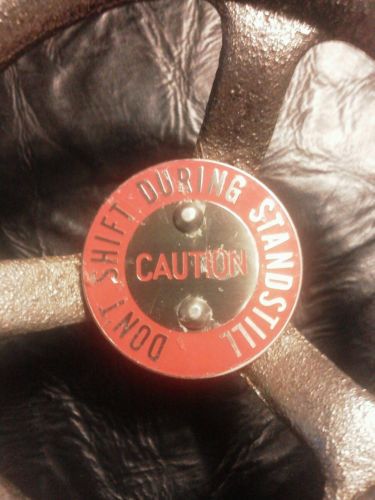 DON'T SHIFT DURING STANDSTILL
CAUTION